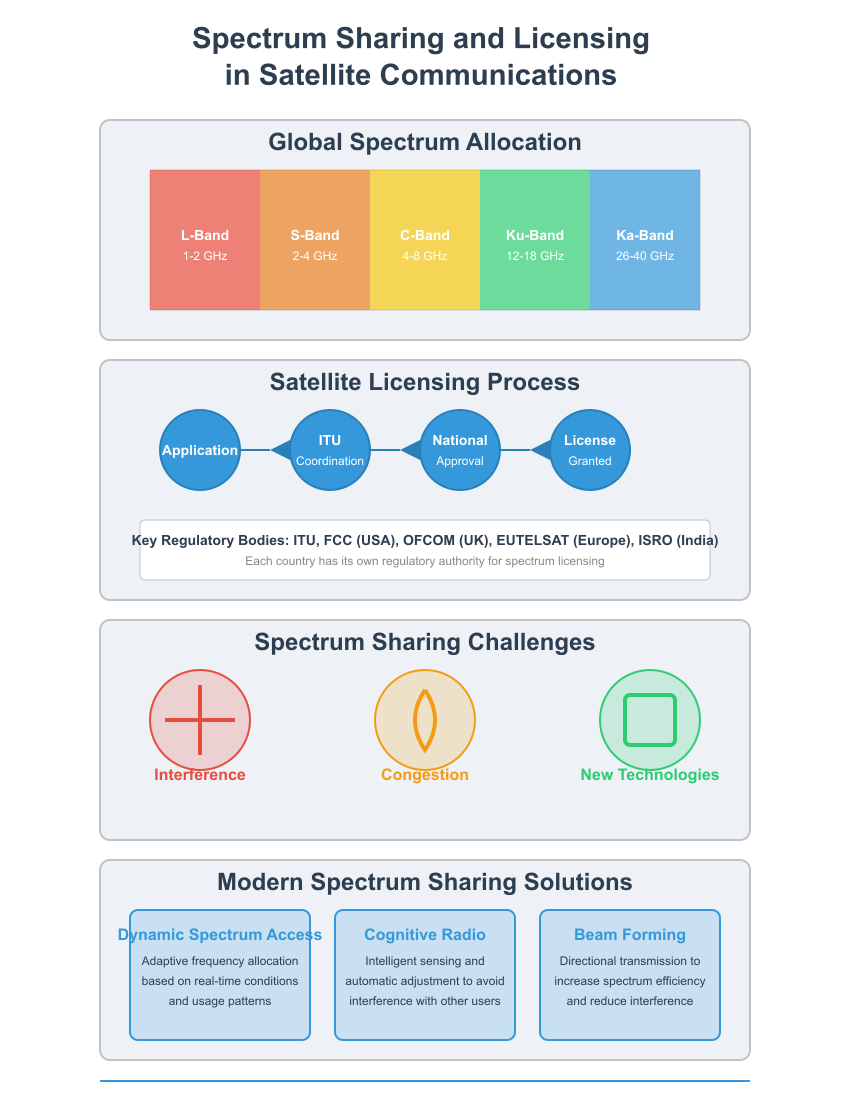 Spectrum Sharing and Licensing
in Satellite Communications
Global Spectrum Allocation
L-Band
1-2 GHz
S-Band
2-4 GHz
C-Band
4-8 GHz
Ku-Band
12-18 GHz
Ka-Band
26-40 GHz
Satellite Licensing Process
Application
ITU
Coordination
National
Approval
License
Granted
Key Regulatory Bodies: ITU, FCC (USA), OFCOM (UK), EUTELSAT (Europe), ISRO (India)
Each country has its own regulatory authority for spectrum licensing
Spectrum Sharing Challenges
Interference
Congestion
New Technologies
Modern Spectrum Sharing Solutions
Dynamic Spectrum Access
Adaptive frequency allocation
based on real-time conditions
and usage patterns
Cognitive Radio
Intelligent sensing and
automatic adjustment to avoid
interference with other users
Beam Forming
Directional transmission to
increase spectrum efficiency
and reduce interference